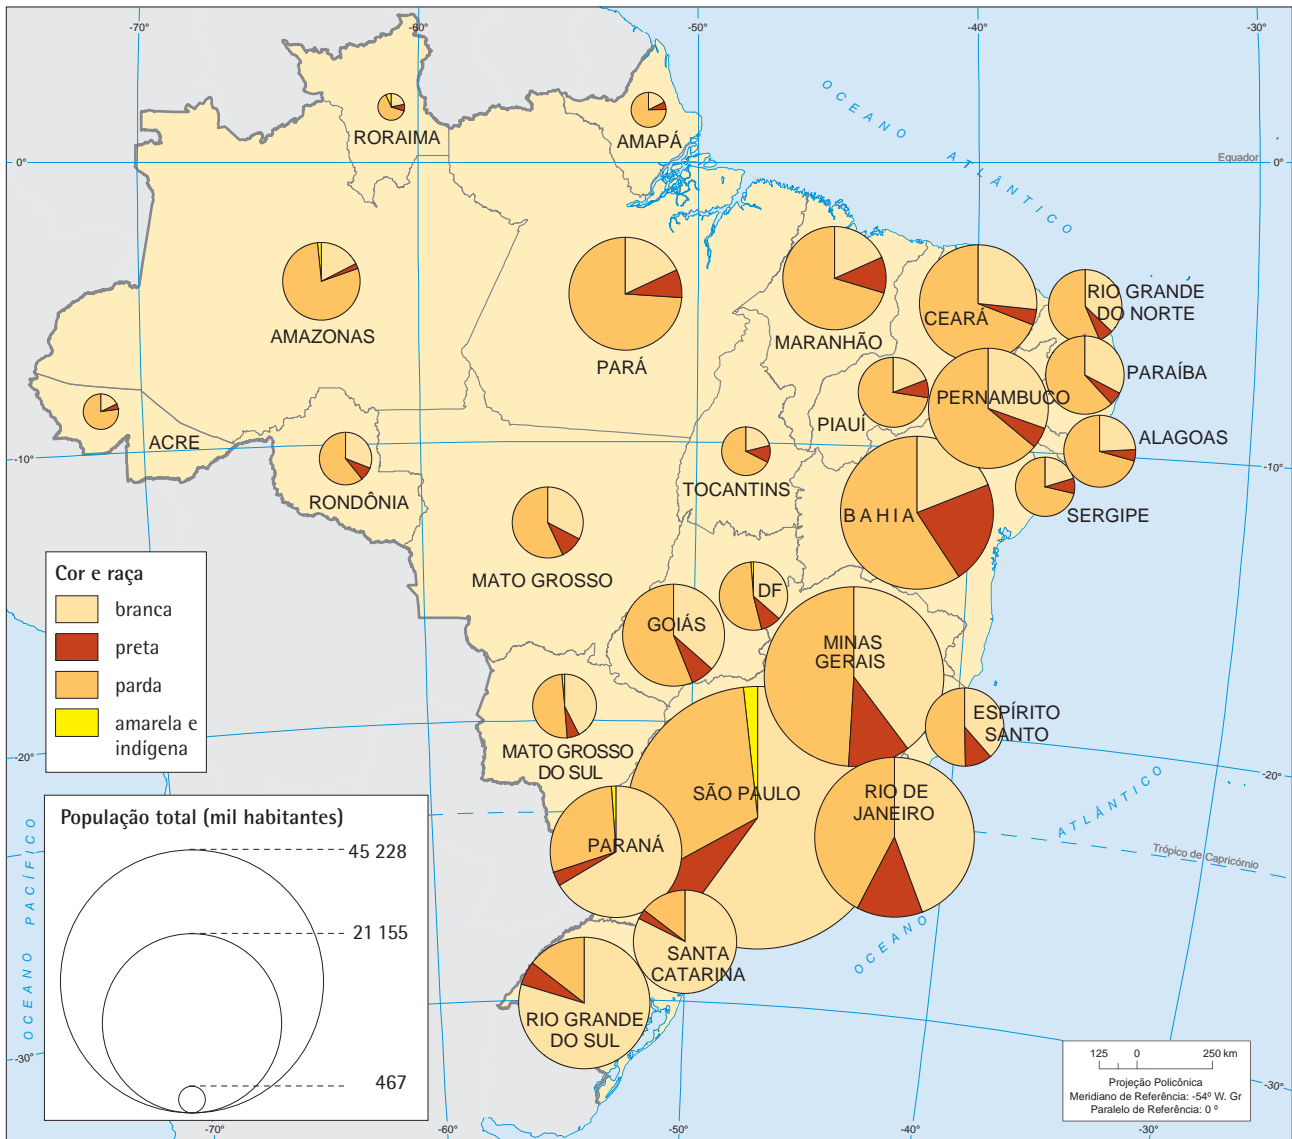 -70°
-60°
-50°
-40°
-30°
OCEANO ATLÂNTICO
RORAIMA
AMAPÁ
0°
Equador
0°
AMAZONAS
PARÁ
MARANHÃO
CEARÁ
RIO GRANDE
DO NORTE
PARAÍBA
PIAUÍ
PERNAMBUCO
ACRE
ALAGOAS
-10°
-10°
RONDÔNIA
TOCANTINS
SERGIPE
BAHIA
MATO GROSSO
DF
GOIÁS
MINAS
GERAIS
ESPÍRITO
SANTO
MATO GROSSO
DO SUL
-20°
-20°
SÃO PAULO
RIO DE
JANEIRO
PARANÁ
Trópico de Capricórnio
OCEANO ATLÂNTICO
SANTA
CATARINA
RIO GRANDE
DO SUL
OCEANO PACÍFICO
-30°
-30°
Cor e raça
branca
preta
parda
amarela e
indígena
População total (mil habitantes)
45 228
21 155
467
125 0 250 km
Projeção Policônica
Meridiano de Referência: -54º W. Gr
Paralelo de Referência: 0 º
-70°
-60°
-50°
-40°
-30°